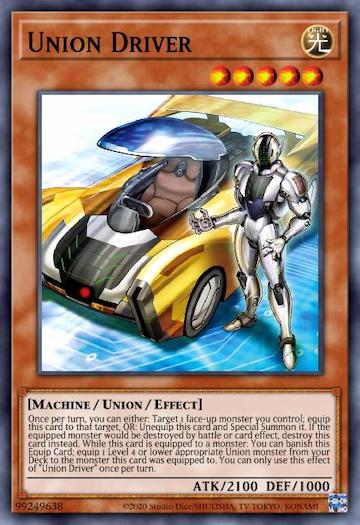 UNION DRIVER
LIGHT
光
[MACHINE / UNION / EFFECT]
Once per turn, you can either: Target 1 face-up monster you control; equip
this card to that target, OR: Unequip this card and Special Summon it. If the
equipped monster would be destroyed by battle or card effect, destroy this
card instead. While this card is equipped to a monster: You can banish this
Equip Card; equip 1 Level 4 or lower appropriate Union monster from your
Deck to the monster this card was equipped to. You can only use this effect
of "Union Driver" once per turn.
ATK/2100 DEF/1000
99249638 ©2020 Studio Dice/SHUEISHA, TV TOKYO, KONAMI